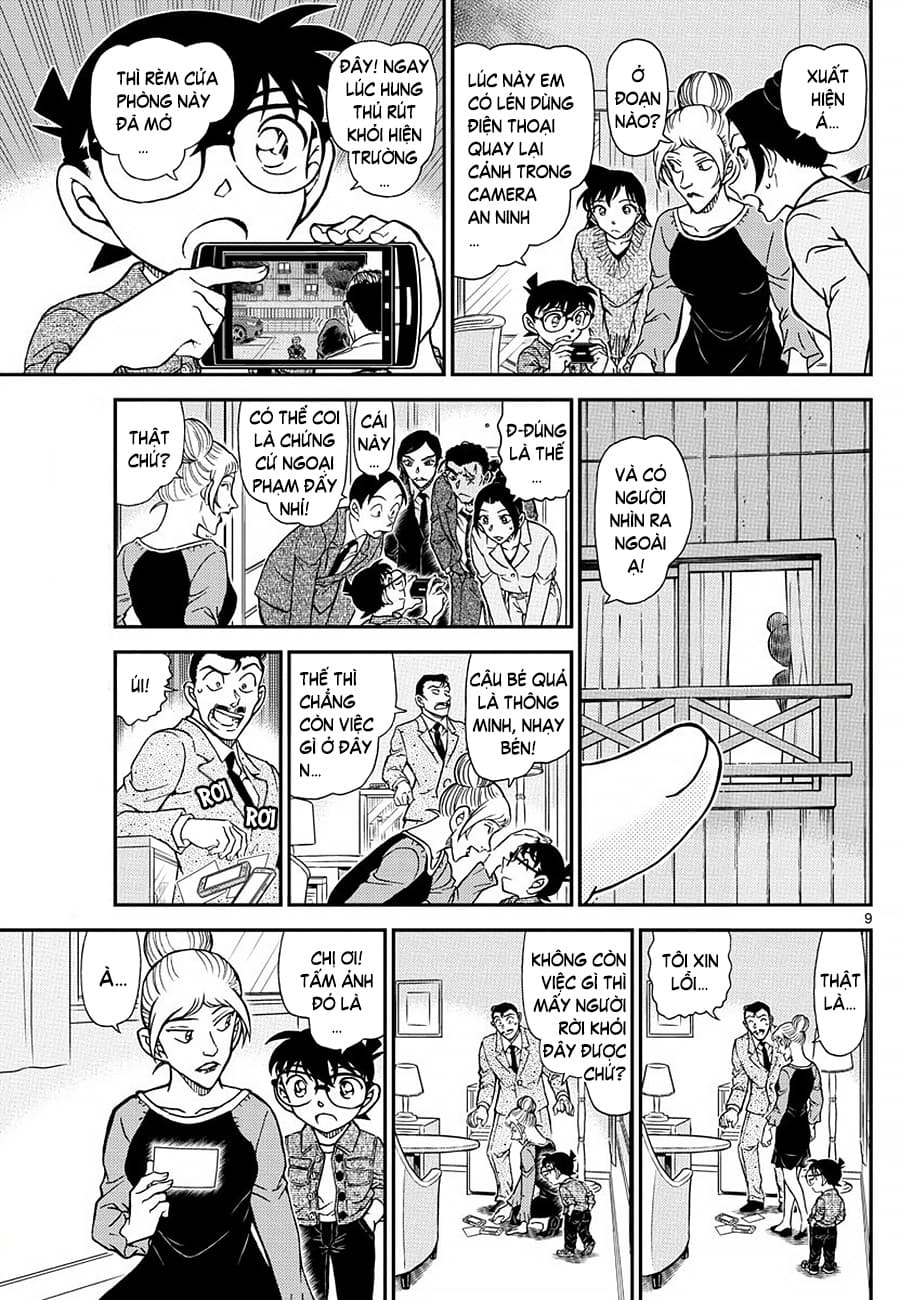 XUẤT
HIỆN
Á...
Ở
ĐOẠN
NÀO?
LÚC NÀY EM
CÓ LÉN DÙNG
ĐIỆN THOẠI
QUAY LẠI
CẢNH TRONG
CAMERA
AN NINH
...
ĐÂY! NGAY
LÚC HUNG
THỦ RÚT
KHỎI HIỆN
TRƯỜNG
...
THÌ RÈM CỬA
PHÒNG NÀY
ĐÃ MỞ
...
VÀ CÓ
NGƯỜI
NHÌN RA
NGOÀI
Ạ!
Đ-ĐÚNG
LÀ THẾ
...
CÁI
NÀY
...
CÓ THỂ COI
LÀ CHỨNG
CỨ NGOẠI
PHẠM ĐẤY
NHỈ!
THẬT
CHỨ?
CẬU BÉ QUẢ
LÀ THÔNG
MINH, NHẠY
BÉN!
THẾ THÌ
CHẲNG
CÒN VIỆC
GÌ Ở ĐÂY
N...
ÚI!
RƠI
RƠI
9
THẬT
LÀ...
TÔI XIN
LỖI...
KHÔNG CÒN
VIỆC GÌ THÌ
MẤY NGƯỜI
RỜI KHỎI
ĐÂY ĐƯỢC
CHỨ?
CHỊ ƠI!
TẤM ẢNH
ĐÓ LÀ
...
À...